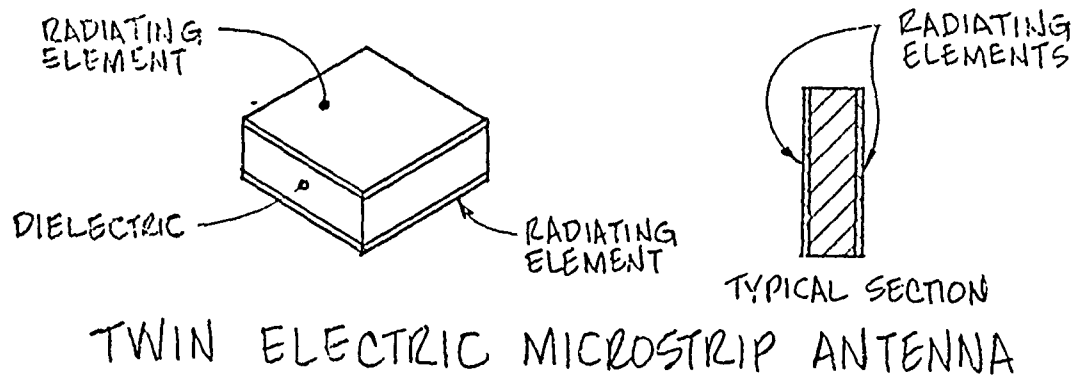 RADIATING
ELEMENT
RADIATING
ELEMENTS
DIELECTRIC
RADIATING
ELEMENT
TYPICAL SECTION
TWIN ELECTRIC MICROSTRIP ANTENNA